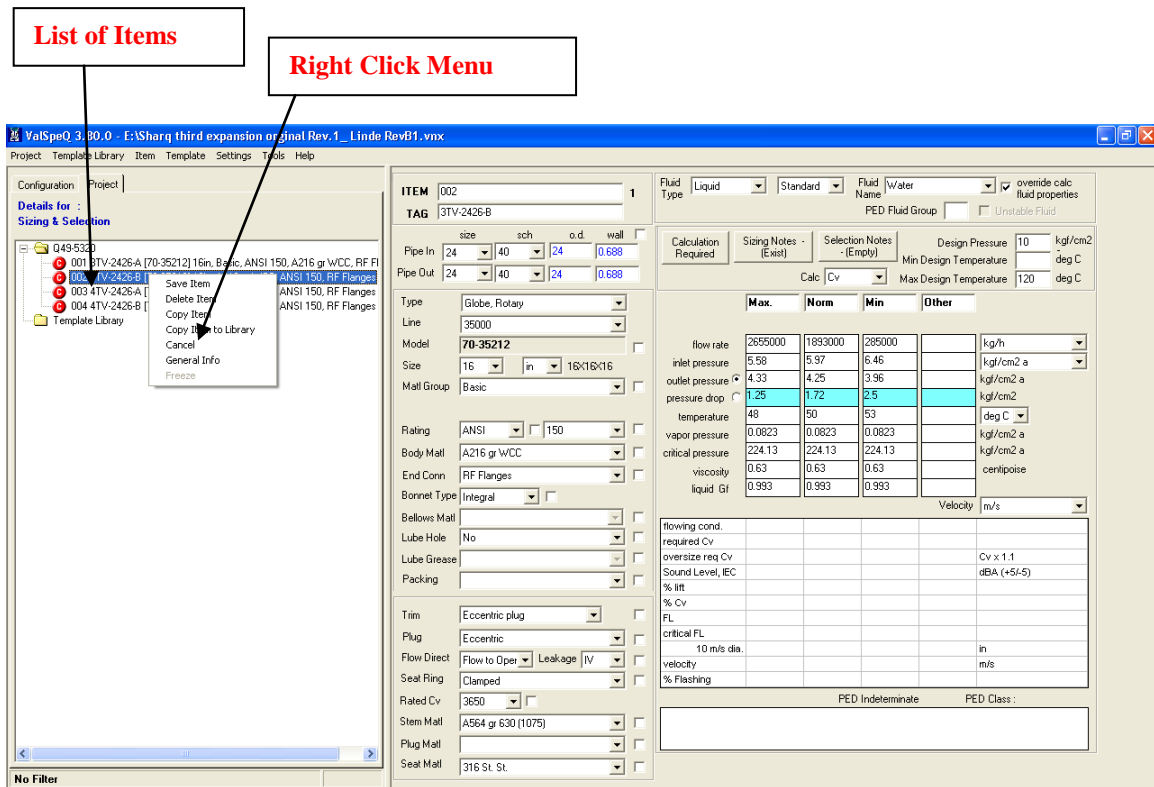 List of Items
Right Click Menu
ValSpeQ 3.80.0 - E:\Sharq third expansion orginal Rev.1_ Linde RevB1.vnx
Project Template Library Item Template Settings Tools Help
Configuration Project
Details for :
Sizing & Selection
Q49-5320
001 3TV-2426-A [70-35212] 16in, Basic, ANSI 150, A216 gr WCC, RF Fl
002 3TV-2426-B [ ANSI 150, RF Flanges
003 4TV-2426-A [ ANSI 150, RF Flanges
004 4TV-2426-B [ ANSI 150, RF Flanges
Template Library
Save Item
Delete Item
Copy Item
Copy Item to Library
Cancel
General Info
Freeze
No Filter
ITEM 002 1
TAG 3TV-2426-B
size sch o.d. wall
Pipe In 24 40 24 0.688
Pipe Out 24 40 24 0.688
Type Globe, Rotary
Line 35000
Model 70-35212
Size 16 in 16X16X16
Matl Group Basic
Rating ANSI 150
Body Matl A216 gr WCC
End Conn RF Flanges
Bonnet Type Integral
Bellows Matl
Lube Hole No
Lube Grease
Packing
Trim Eccentric plug
Plug Eccentric
Flow Direct Flow to Oper Leakage IV
Seat Ring Clamped
Rated Cv 3650
Stem Matl A564 gr 630 (1075)
Plug Matl
Seat Matl 316 St. St.
Fluid Type Liquid Standard Fluid Name Water override calc fluid properties
PED Fluid Group Unstable Fluid
Calculation Required Sizing Notes - (Exist) Selection Notes - (Empty) Design Pressure 10 kgf/cm2 -
Min Design Temperature deg C
Calc Cv Max Design Temperature 120 deg C
Max. Norm Min Other
flow rate 2655000 1893000 285000 kg/h
inlet pressure 5.58 5.97 6.46 kgf/cm2 a
outlet pressure 4.33 4.25 3.96 kgf/cm2 a
pressure drop 1.25 1.72 2.5 kgf/cm2
temperature 48 50 53 deg C
vapor pressure 0.0823 0.0823 0.0823 kgf/cm2 a
critical pressure 224.13 224.13 224.13 kgf/cm2 a
viscosity 0.63 0.63 0.63 centipoise
liquid Gf 0.993 0.993 0.993
Velocity m/s
flowing cond.
required Cv
oversize req Cv Cv x 1.1
Sound Level, IEC dBA (+5/-5)
% lift
% Cv
FL
critical FL
10 m/s dia. in
velocity m/s
% Flashing
PED Indeterminate PED Class :